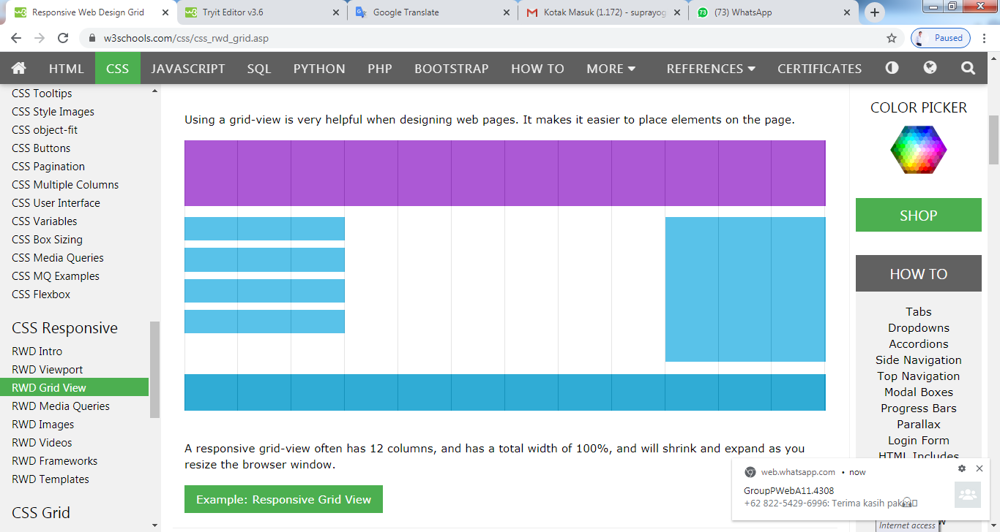 Responsive Web Design Grid
Tryit Editor v3.6
Google Translate
Kotak Masuk (1.172) - suprayog
73
(73) WhatsApp
w3schools.com/css/css_rwd_grid.asp
Paused
HTML
CSS
JAVASCRIPT
SQL
PYTHON
PHP
BOOTSTRAP
HOW TO
MORE
REFERENCES
CERTIFICATES
CSS Tooltips
CSS Style Images
CSS object-fit
CSS Buttons
CSS Pagination
CSS Multiple Columns
CSS User Interface
CSS Variables
CSS Box Sizing
CSS Media Queries
CSS MQ Examples
CSS Flexbox
CSS Responsive
RWD Intro
RWD Viewport
RWD Grid View
RWD Media Queries
RWD Images
RWD Videos
RWD Frameworks
RWD Templates
CSS Grid
Using a grid-view is very helpful when designing web pages. It makes it easier to place elements on the page.
A responsive grid-view often has 12 columns, and has a total width of 100%, and will shrink and expand as you
resize the browser window.
Example: Responsive Grid View
COLOR PICKER
SHOP
HOW TO
Tabs
Dropdowns
Accordions
Side Navigation
Top Navigation
Modal Boxes
Progress Bars
Parallax
Login Form
HTML Includes
web.whatsapp.com • now
GroupPWebA11.4308
+62 822-5429-6996: Terima kasih pak
Internet access